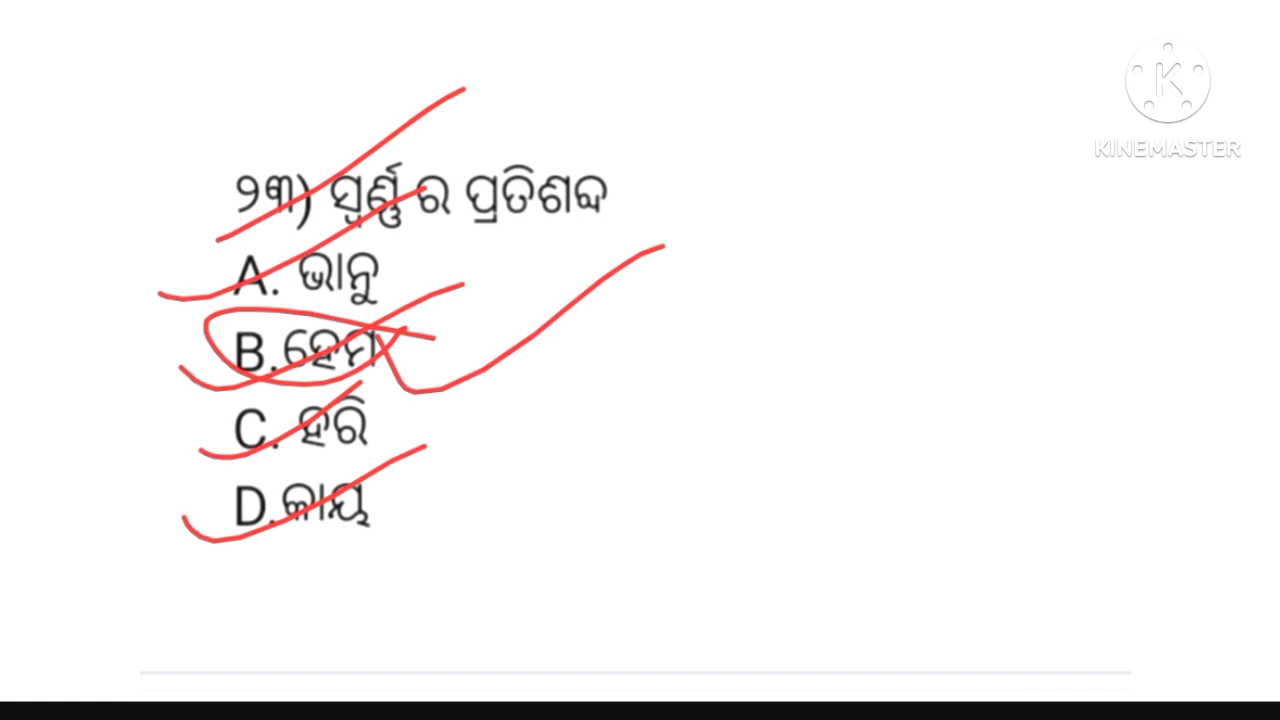 ୨୩) ସ୍ୱର୍ଣ୍ଣ ର ପ୍ରତିଶବ୍ଦ
A. ଭାନୁ
B.ହେମ
C. ହରି
D.କାୟ
K
KINEMASTER